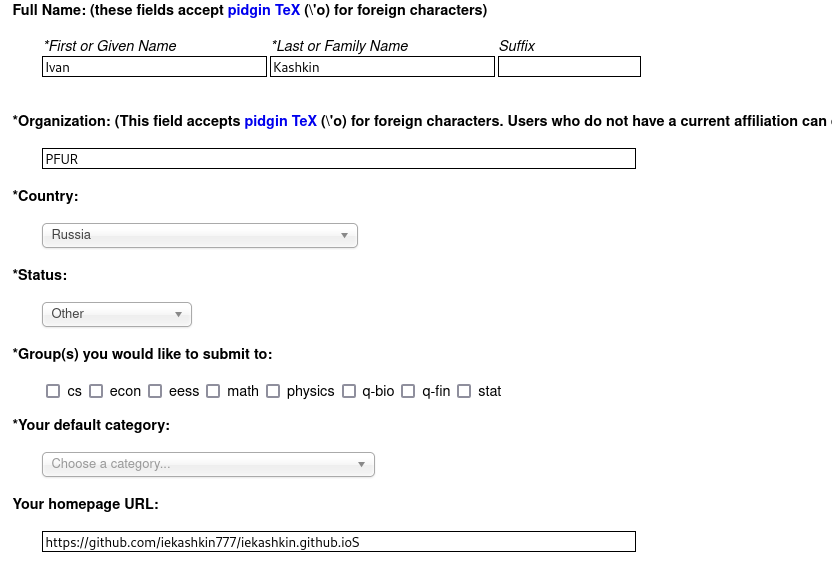 Full Name: (these fields accept pidgin TeX (\'o) for foreign characters)
*First or Given Name *Last or Family Name Suffix
Ivan Kashkin
*Organization: (This field accepts pidgin TeX (\'o) for foreign characters. Users who do not have a current affiliation can
PFUR
*Country:
Russia
*Status:
Other
*Group(s) you would like to submit to:
cs econ eess math physics q-bio q-fin stat
*Your default category:
Choose a category...
Your homepage URL:
https://github.com/iekashkin777/iekashkin.github.ioS